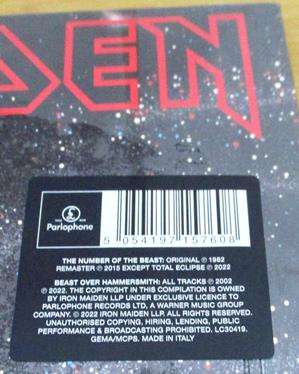 DEN
Parlophone
5 054197 157608
THE NUMBER OF THE BEAST: ORIGINAL ℗ 1982
REMASTER ℗ 2015 EXCEPT TOTAL ECLIPSE ℗ 2022
BEAST OVER HAMMERSMITH: ALL TRACKS ℗ 2002
℗ 2022. THE COPYRIGHT IN THIS COMPILATION IS OWNED
BY IRON MAIDEN LLP UNDER EXCLUSIVE LICENCE TO
PARLOPHONE RECORDS LTD. A WARNER MUSIC GROUP
COMPANY. © 2022 IRON MAIDEN LLP. ALL RIGHTS RESERVED.
UNAUTHORISED COPYING, HIRING, LENDING, PUBLIC
PERFORMANCE & BROADCASTING PROHIBITED. LC30419.
GEMA/MCPS. MADE IN ITALY